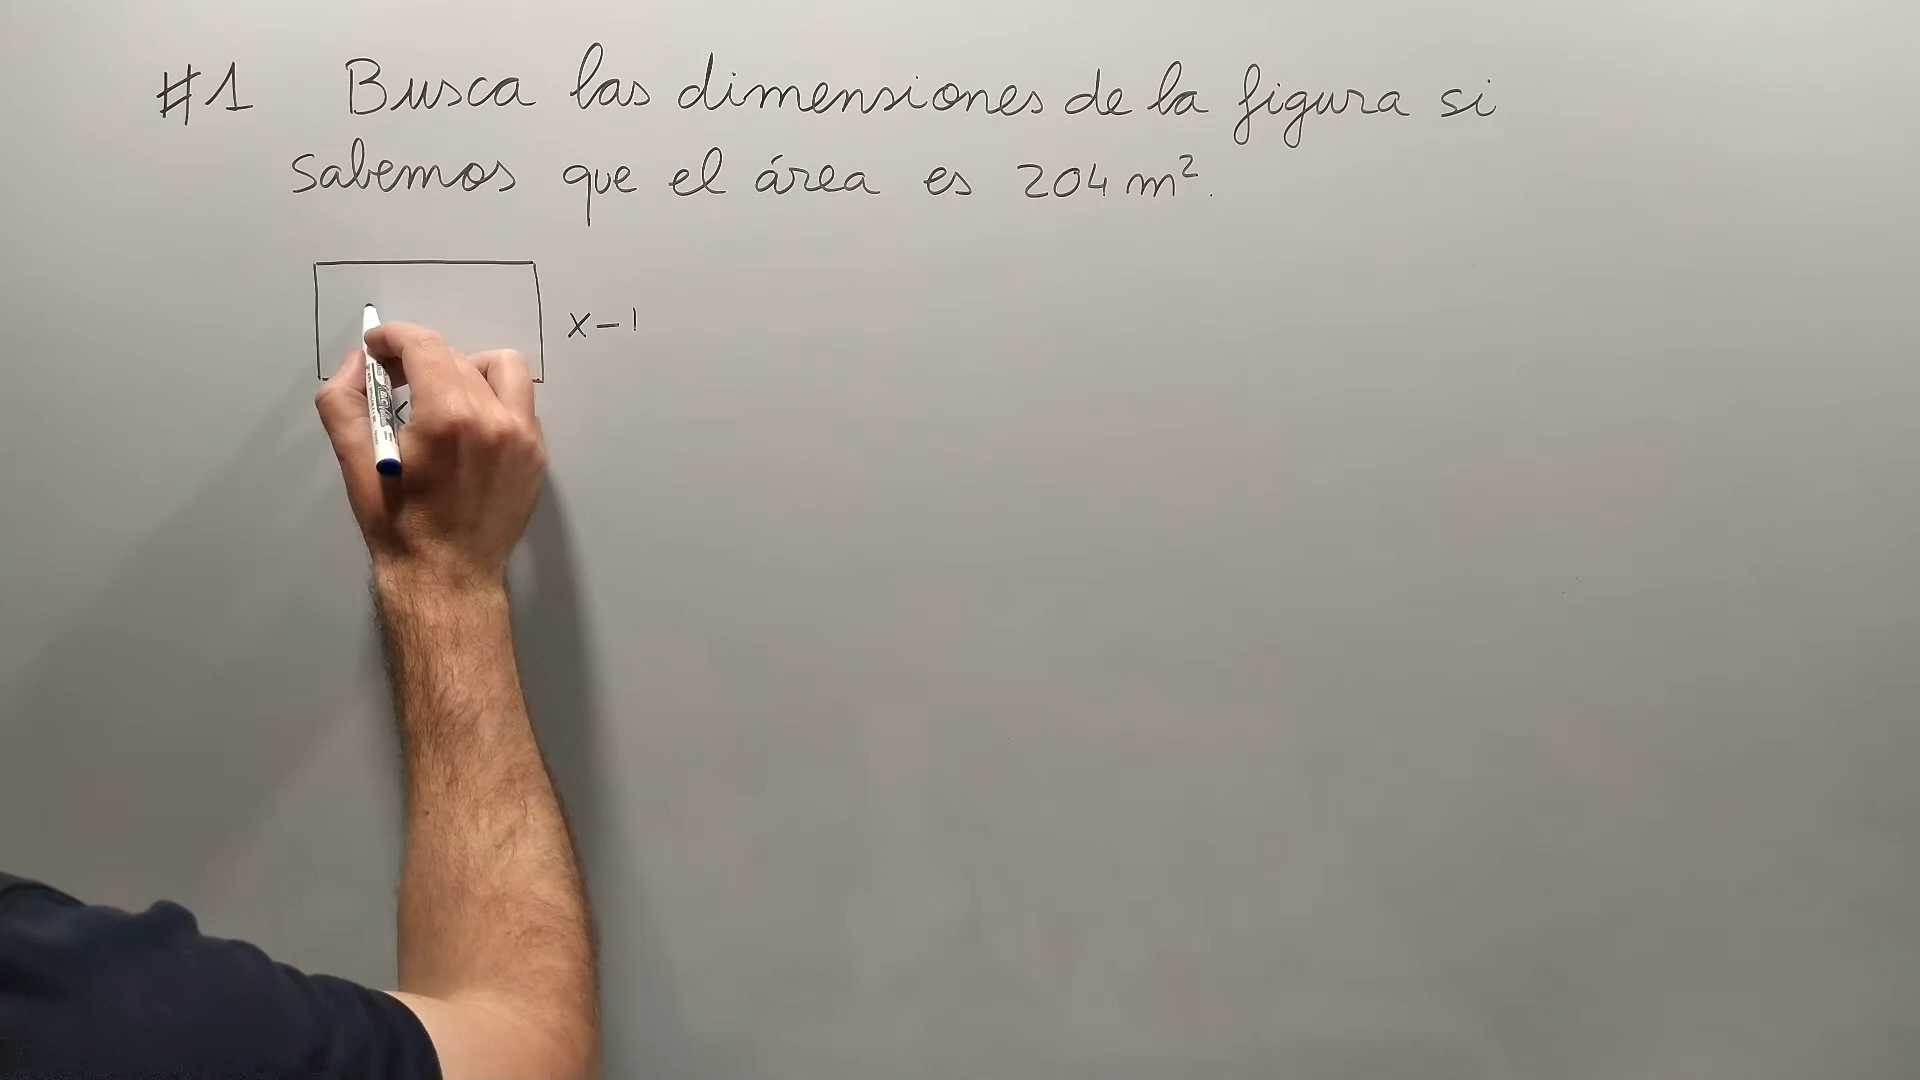 #1 Busca las dimensiones de la figura si
sabemos que el área es 204 m².
x-1